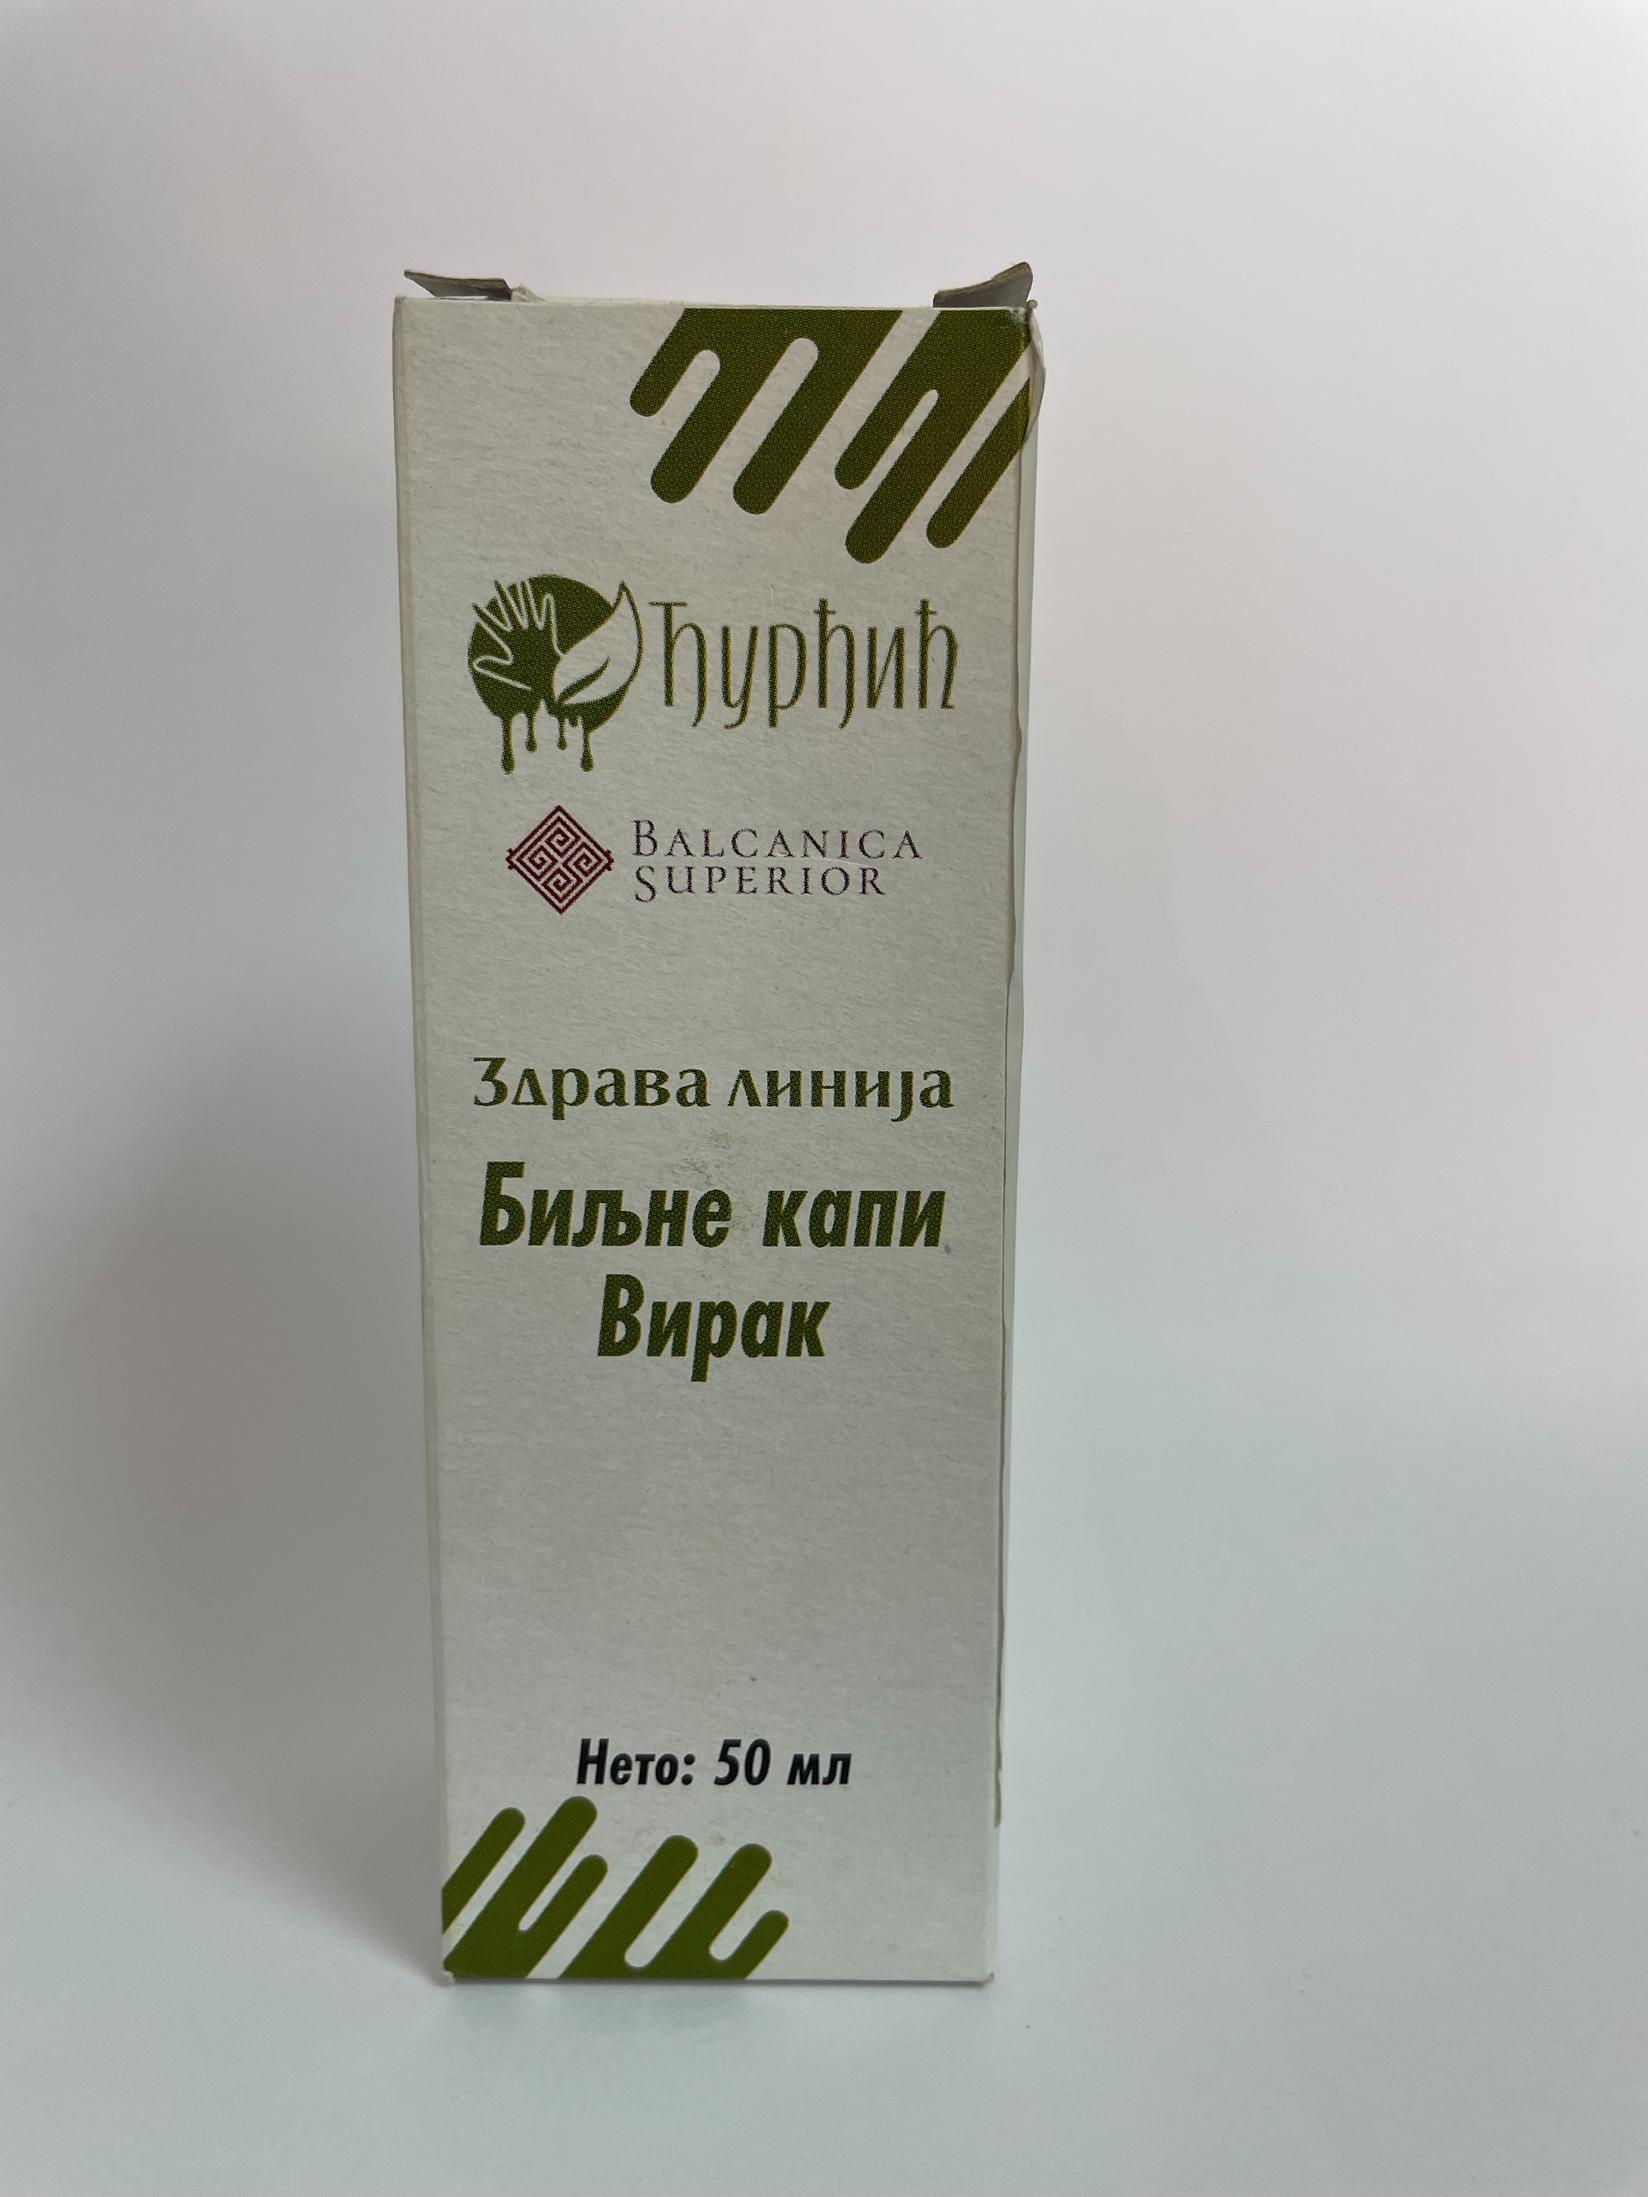 Ђурђић
BALCANICA
SUPERIOR
Здрава линија
Биљне капи
Вирак
Нето: 50 мл